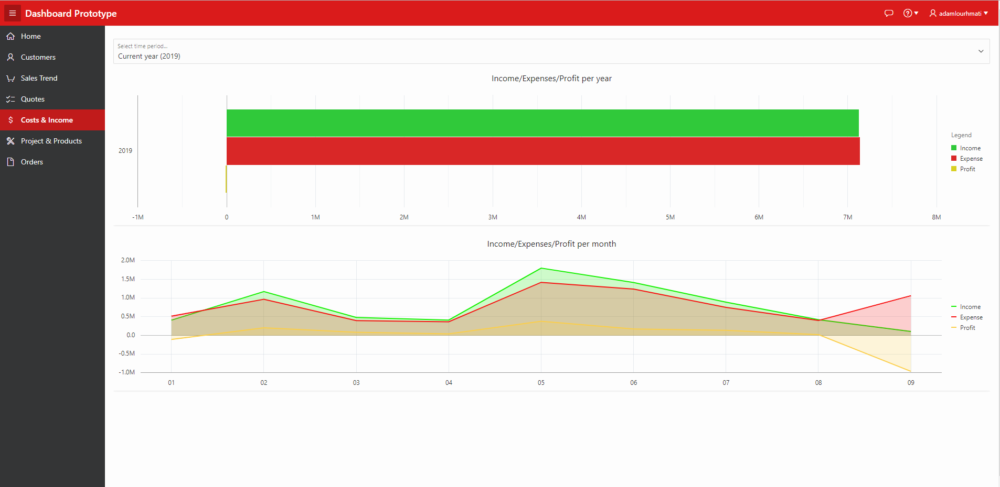 Dashboard Prototype
adamlourhmati
Home
Customers
Sales Trend
Quotes
Costs & Income
Project & Products
Orders
Select time period...
Current year (2019)
Income/Expenses/Profit per year
2019
-1M 0 1M 2M 3M 4M 5M 6M 7M 8M
Legend
Income
Expense
Profit
Income/Expenses/Profit per month
2.0M
1.5M
1.0M
0.5M
0.0
-0.5M
-1.0M
01 02 03 04 05 06 07 08 09
Income
Expense
Profit